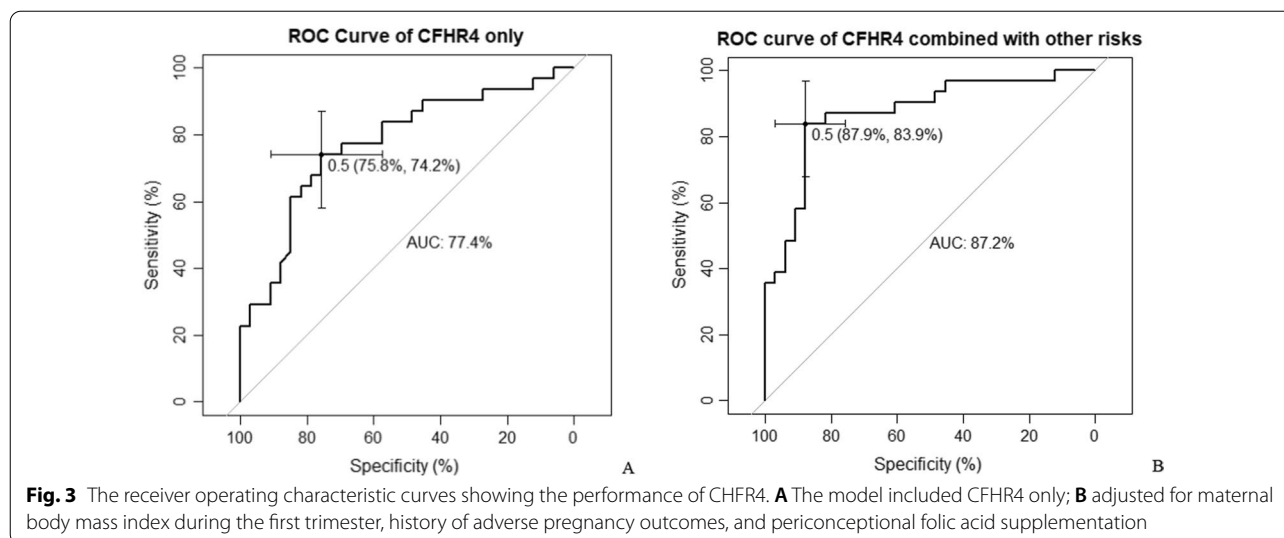 ROC Curve of CFHR4 only
Sensitivity (%)
100
80
60
40
20
0
0.5 (75.8%, 74.2%)
AUC: 77.4%
100 80 60 40 20 0
Specificity (%)
A
ROC curve of CFHR4 combined with other risks
Sensitivity (%)
100
80
60
40
20
0
0.5 (87.9%, 83.9%)
AUC: 87.2%
100 80 60 40 20 0
Specificity (%)
B
Fig. 3 The receiver operating characteristic curves showing the performance of CHFR4. A The model included CFHR4 only; B adjusted for maternal
body mass index during the first trimester, history of adverse pregnancy outcomes, and periconceptional folic acid supplementation